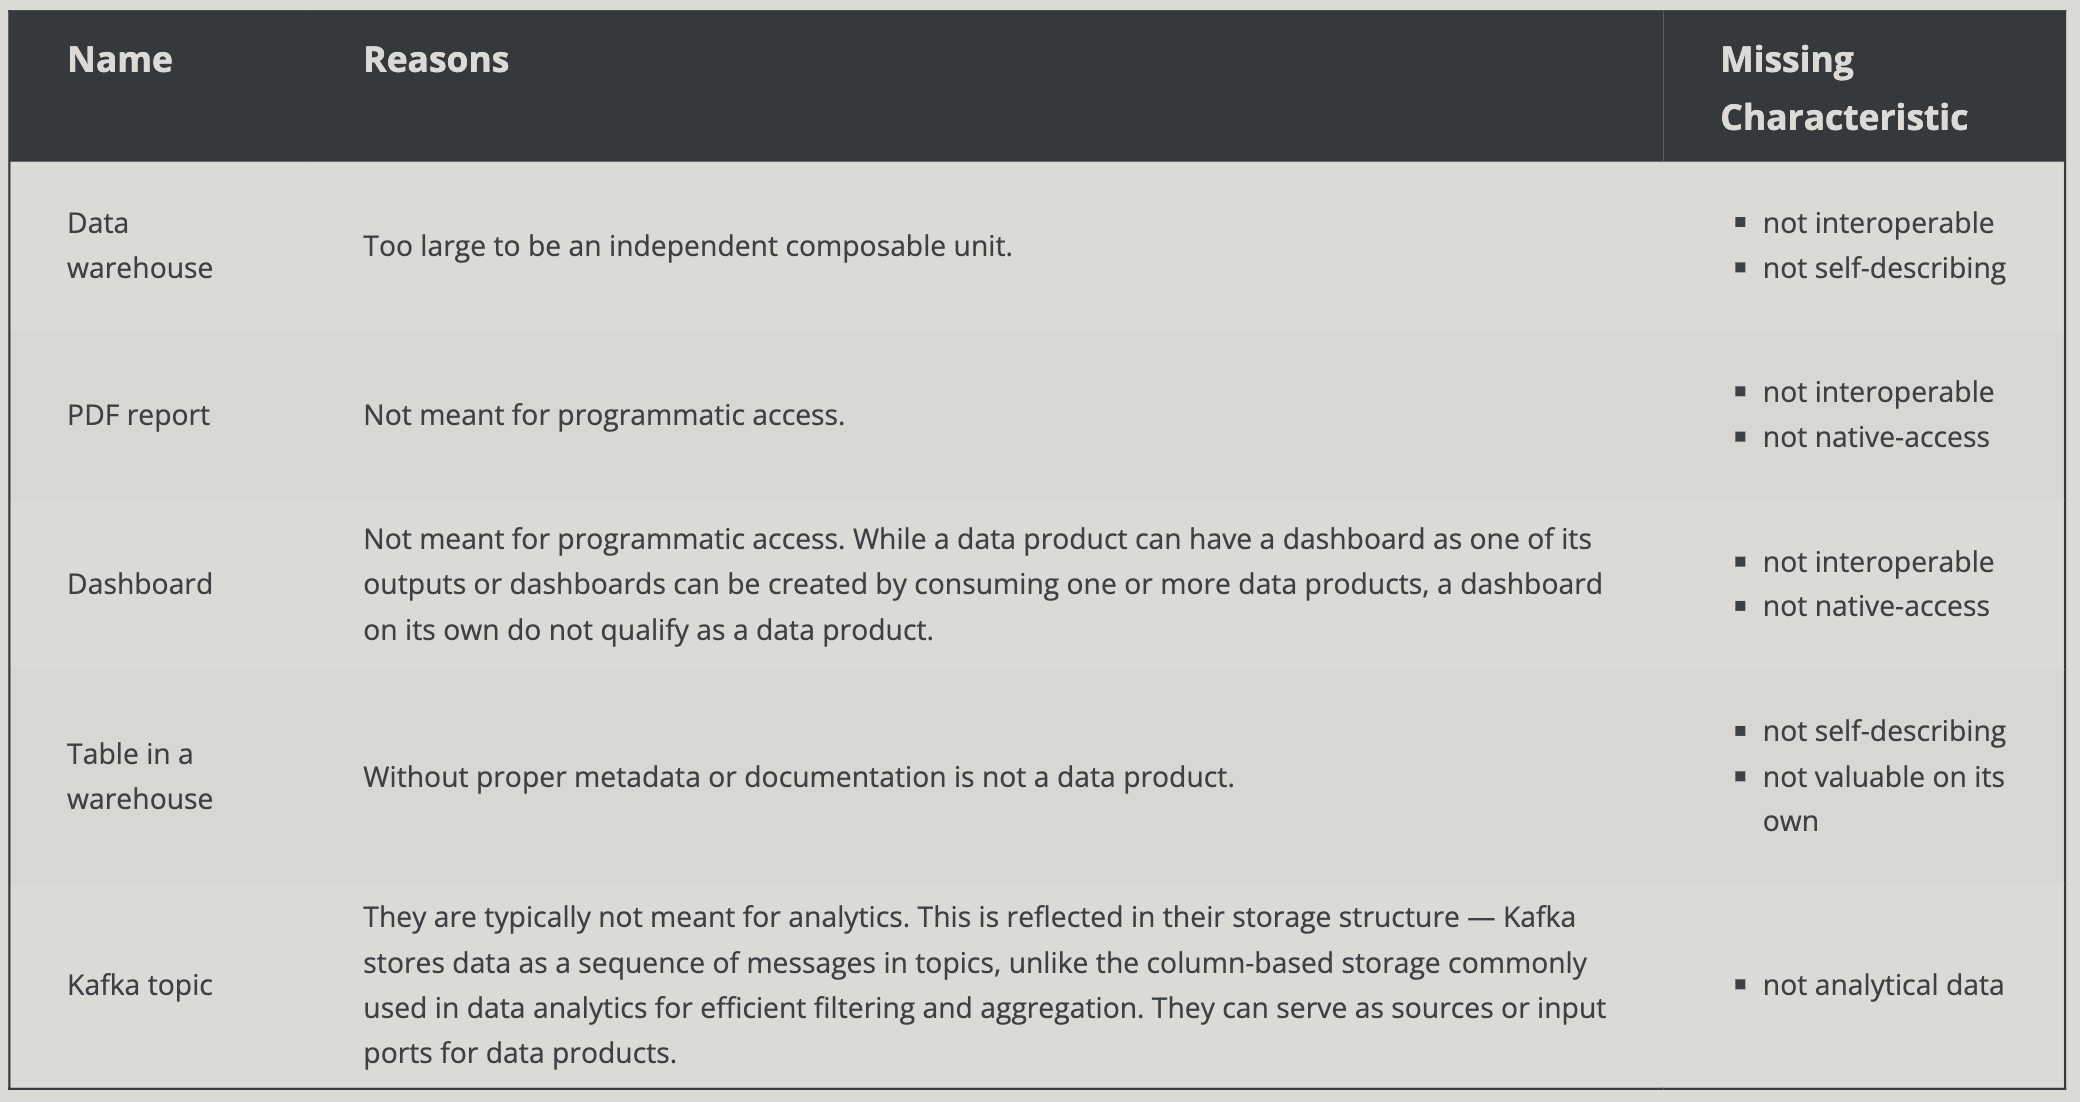 Name
Reasons
Missing
Characteristic
Data
warehouse
Too large to be an independent composable unit.
▪ not interoperable
▪ not self-describing
PDF report
Not meant for programmatic access.
▪ not interoperable
▪ not native-access
Dashboard
Not meant for programmatic access. While a data product can have a dashboard as one of its
outputs or dashboards can be created by consuming one or more data products, a dashboard
on its own do not qualify as a data product.
▪ not interoperable
▪ not native-access
Table in a
warehouse
Without proper metadata or documentation is not a data product.
▪ not self-describing
▪ not valuable on its
own
Kafka topic
They are typically not meant for analytics. This is reflected in their storage structure — Kafka
stores data as a sequence of messages in topics, unlike the column-based storage commonly
used in data analytics for efficient filtering and aggregation. They can serve as sources or input
ports for data products.
▪ not analytical data